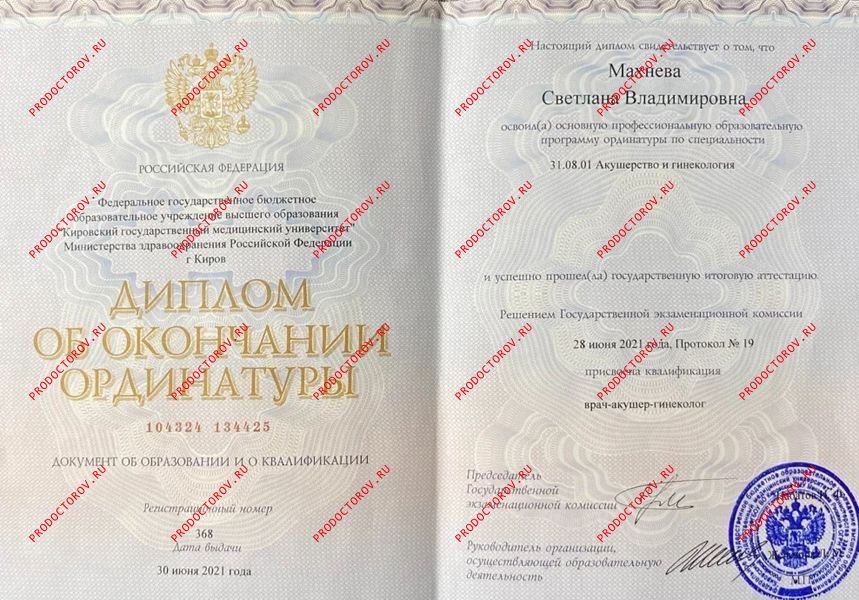 РОССИЙСКАЯ ФЕДЕРАЦИЯ
Федеральное государственное бюджетное
образовательное учреждение высшего образования
"Кировский государственный медицинский университет"
Министерства здравоохранения Российской Федерации
г Киров
ДИПЛОМ
ОБ ОКОНЧАНИИ
ОРДИНАТУРЫ
104324 134425
ДОКУМЕНТ ОБ ОБРАЗОВАНИИ И О КВАЛИФИКАЦИИ
Регистрационный номер
368
Дата выдачи
30 июня 2021 года
Настоящий диплом свидетельствует о том, что
Махнева
Светлана Владимировна
освоил(а) основную профессиональную образовательную
программу ординатуры по специальности
31.08.01 Акушерство и гинекология
и успешно прошел(ла) государственную итоговую аттестацию
Решением Государственной экзаменационной комиссии
28 июня 2021 года, Протокол № 19
присвоена квалификация
врач-акушер-гинеколог
Председатель
Государственной
экзаменационной комиссии
Руководитель организации,
осуществляющей образовательную
деятельность
PRODOCTOROV.RU